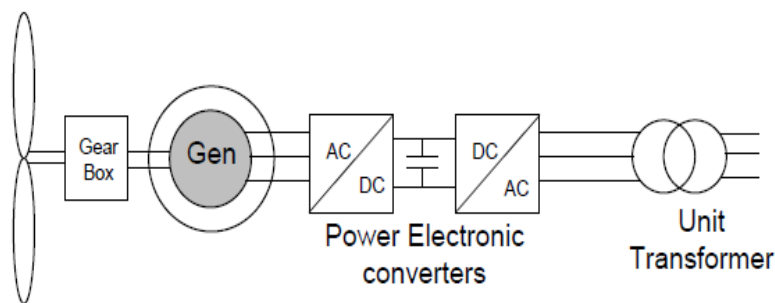 Gear
Box
Gen
AC
DC
DC
AC
Power Electronic
converters
Unit
Transformer